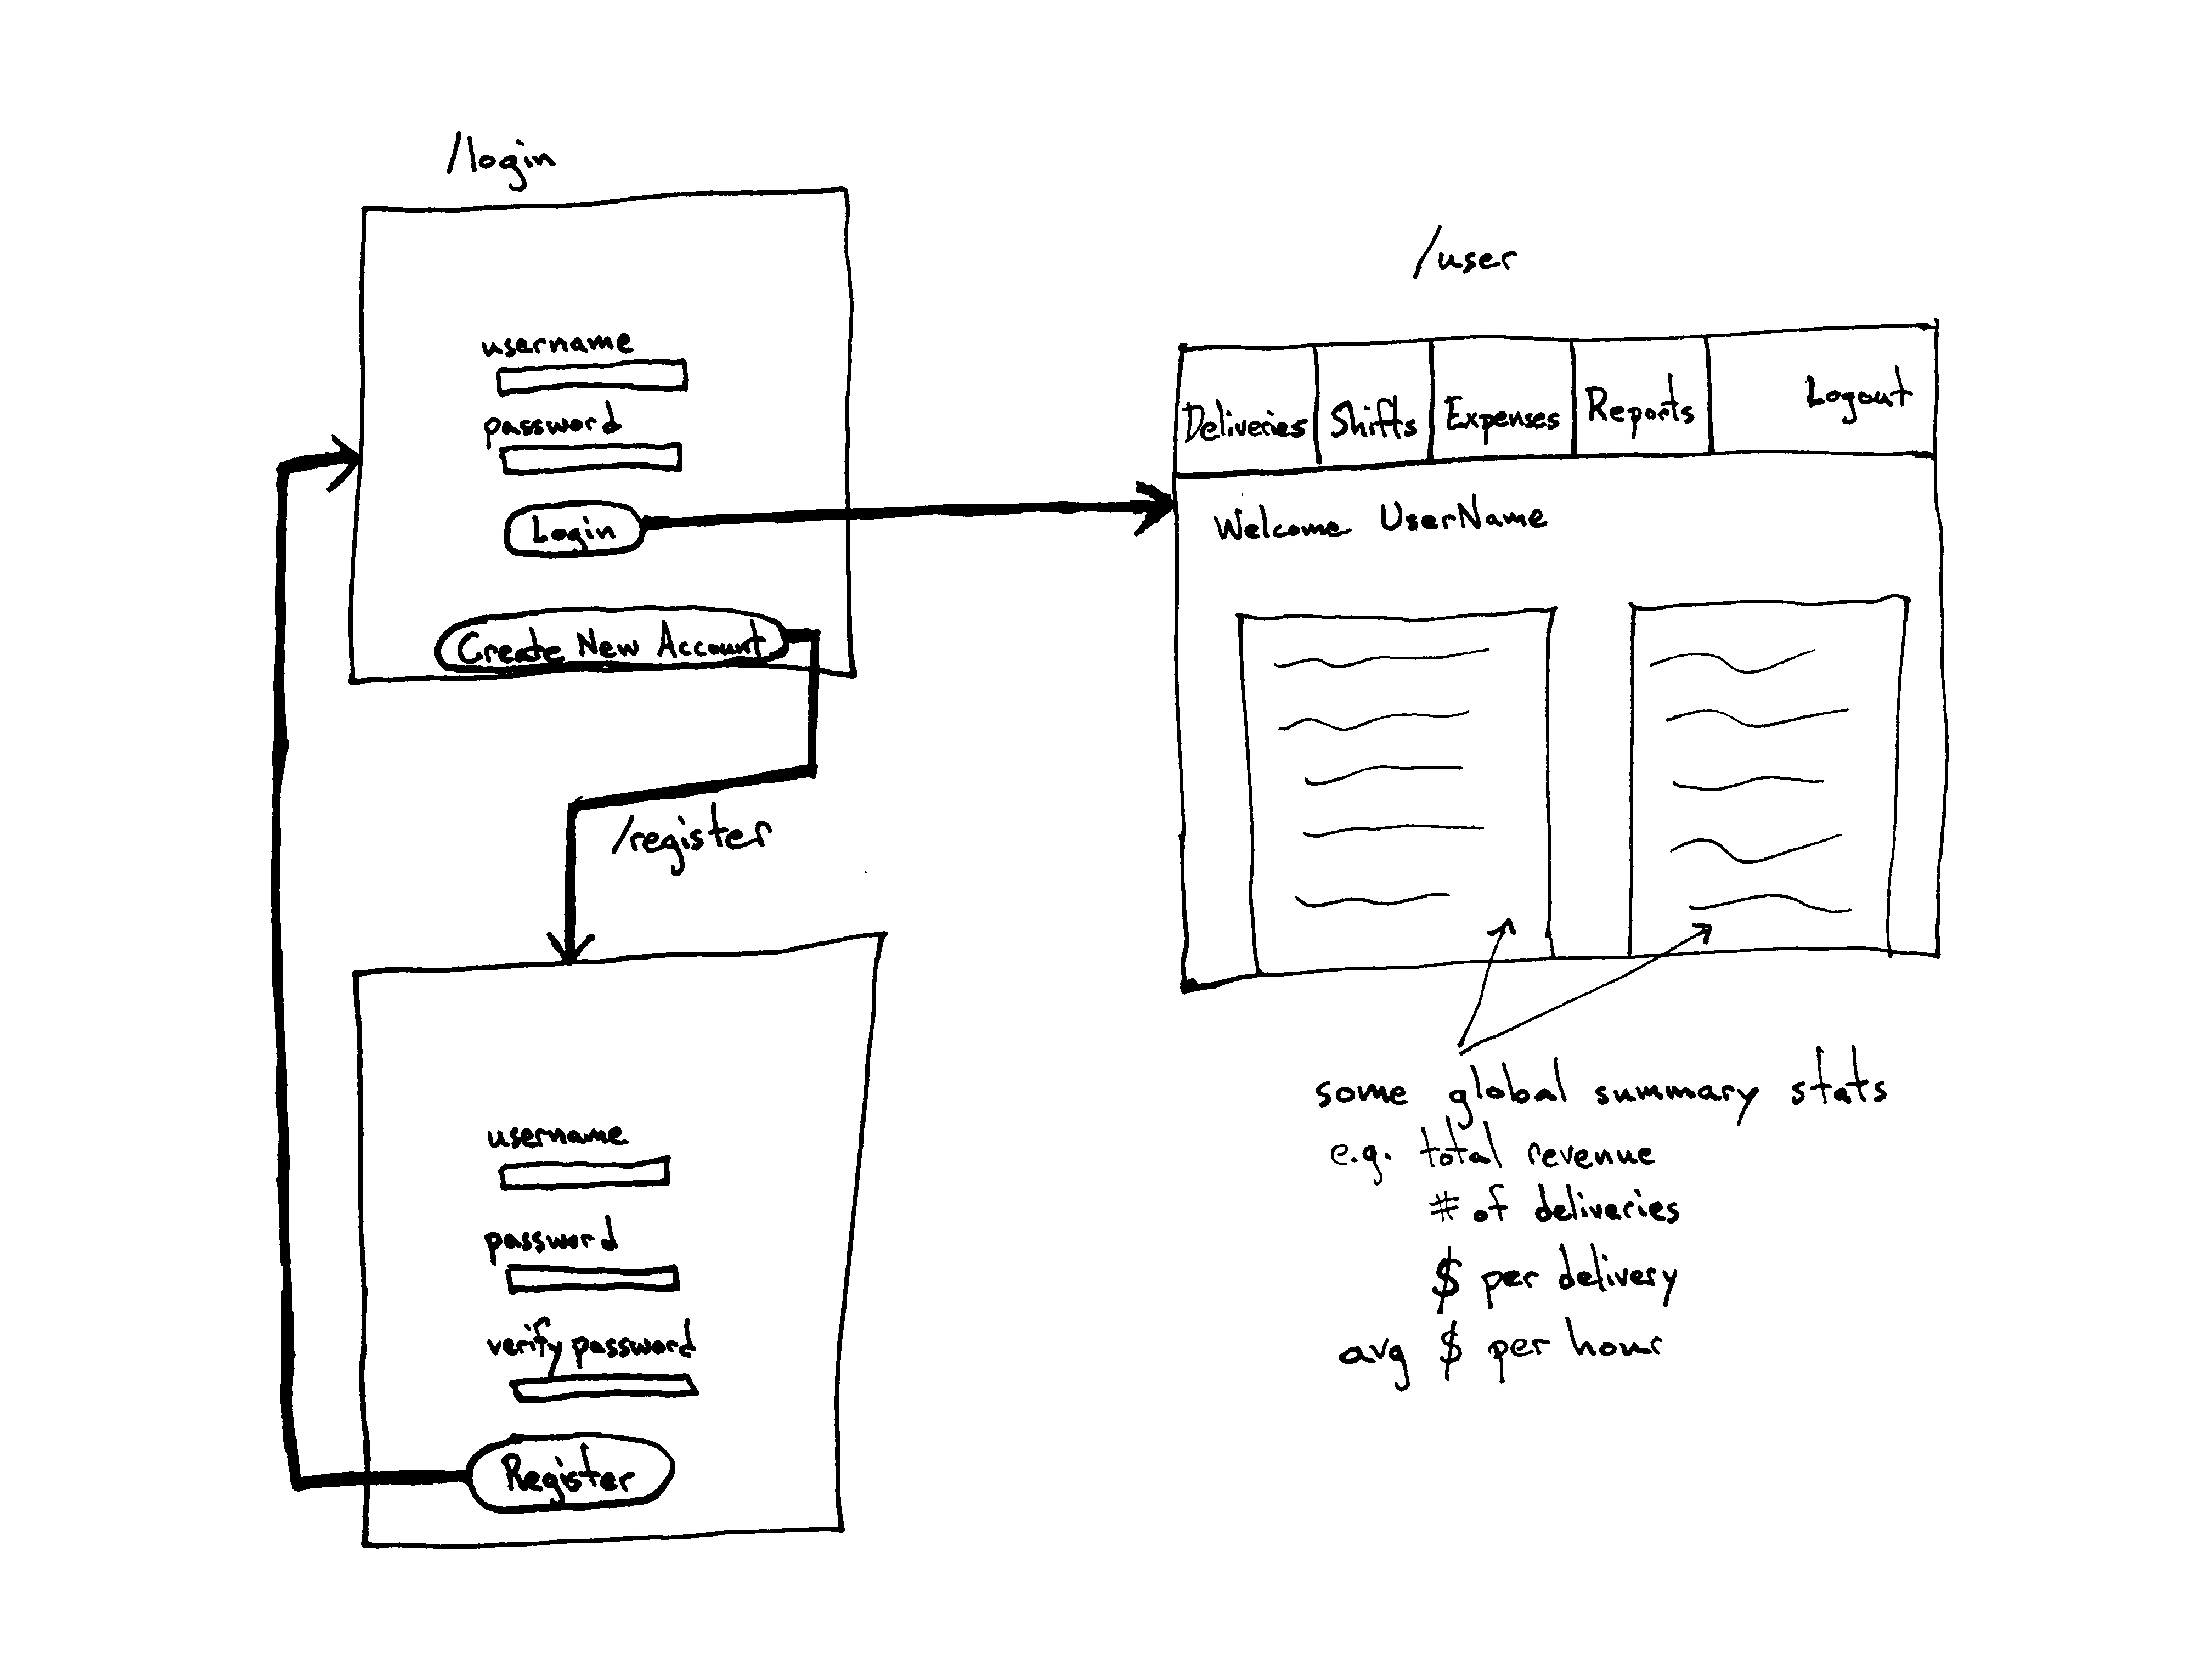 /login
username
password
Login
Create New Account
/register
username
password
verify password
Register
/user
Deliveries Shifts Expenses Reports Logout
Welcome UserName
some global summary stats
e.g. total revenue
# of deliveries
$ per delivery
avg $ per hour